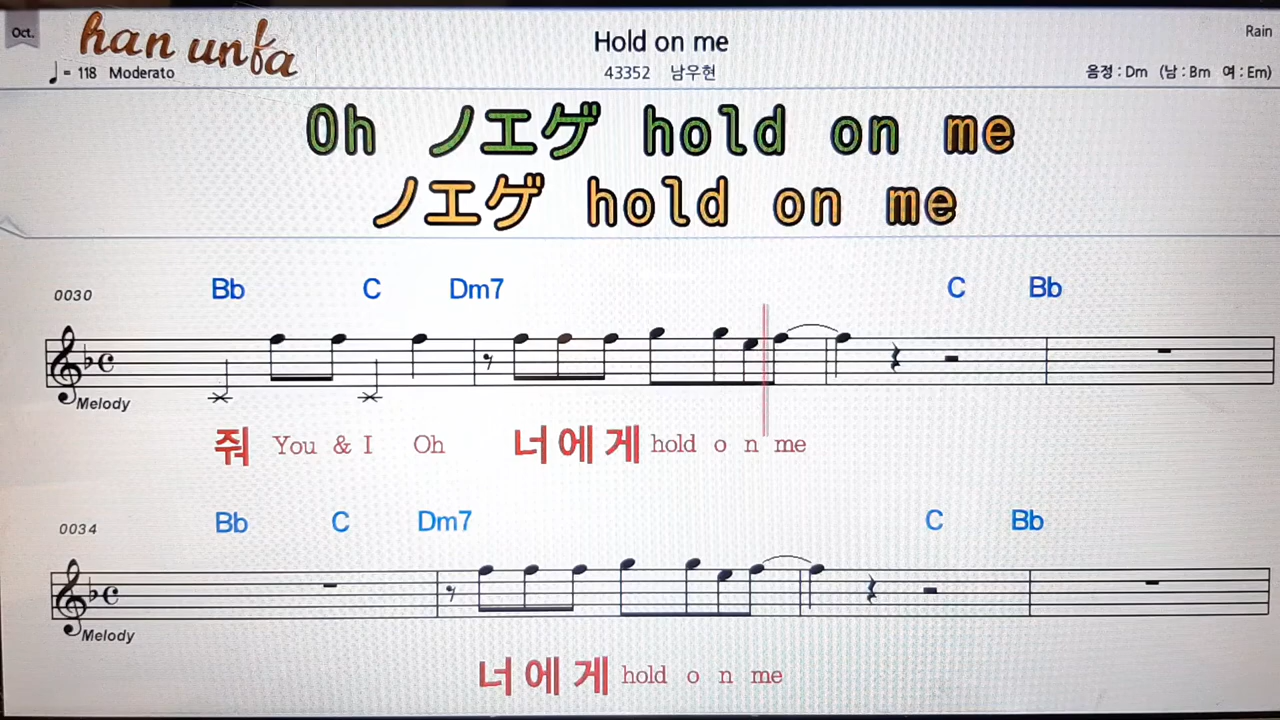 Oct.
han unfa
Hold on me
Rain
♩= 118 Moderato
43352 남우현
음정 : Dm (남 : Bm 여 : Em)
Oh ノエゲ hold on me
ノエゲ hold on me
0030 Bb C Dm7 C Bb
Melody
줘 You & I Oh 너에게 hold o n me
0034 Bb C Dm7 C Bb
Melody
너에게 hold o n me